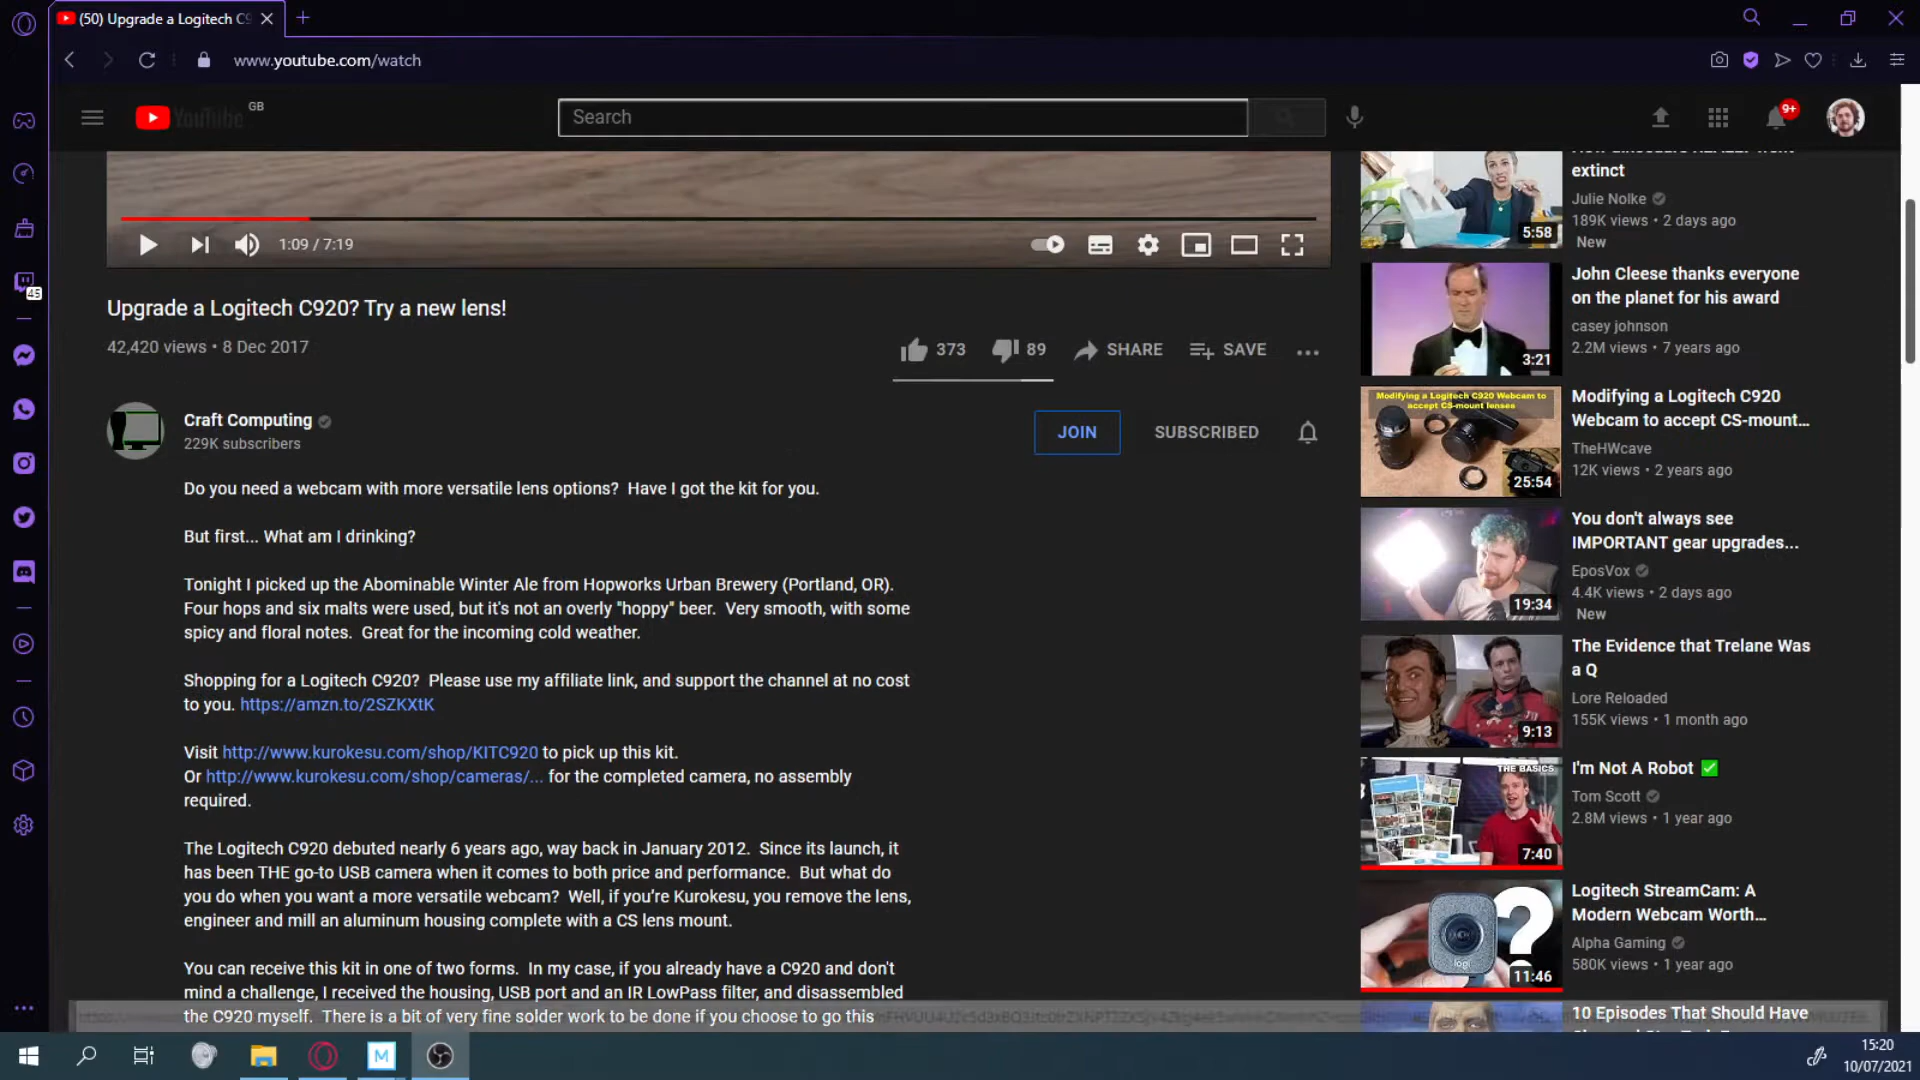 (50) Upgrade a Logitech C9
www.youtube.com/watch
YouTube GB
Search
9+
45
1:09 / 7:19
Upgrade a Logitech C920? Try a new lens!
42,420 views • 8 Dec 2017
373
89
SHARE
SAVE
Craft Computing
229K subscribers
JOIN
SUBSCRIBED
Do you need a webcam with more versatile lens options?  Have I got the kit for you.
But first... What am I drinking?
Tonight I picked up the Abominable Winter Ale from Hopworks Urban Brewery (Portland, OR).
Four hops and six malts were used, but it's not an overly "hoppy" beer.  Very smooth, with some
spicy and floral notes.  Great for the incoming cold weather.
Shopping for a Logitech C920?  Please use my affiliate link, and support the channel at no cost
to you. https://amzn.to/2SZKXtK
Visit http://www.kurokesu.com/shop/KITC920 to pick up this kit.
Or http://www.kurokesu.com/shop/cameras/... for the completed camera, no assembly
required.
The Logitech C920 debuted nearly 6 years ago, way back in January 2012.  Since its launch, it
has been THE go-to USB camera when it comes to both price and performance.  But what do
you do when you want a more versatile webcam?  Well, if you're Kurokesu, you remove the lens,
engineer and mill an aluminum housing complete with a CS lens mount.
You can receive this kit in one of two forms.  In my case, if you already have a C920 and don't
mind a challenge, I received the housing, USB port and an IR LowPass filter, and disassembled
the C920 myself.  There is a bit of very fine solder work to be done if you choose to go this
extinct
Julie Nolke
189K views • 2 days ago
New
5:58
John Cleese thanks everyone
on the planet for his award
casey johnson
2.2M views • 7 years ago
3:21
Modifying a Logitech C920 Webcam to
accept CS-mount lenses
25:54
Modifying a Logitech C920
Webcam to accept CS-mount...
TheHWcave
12K views • 2 years ago
You don't always see
IMPORTANT gear upgrades...
EposVox
4.4K views • 2 days ago
New
19:34
The Evidence that Trelane Was
a Q
Lore Reloaded
155K views • 1 month ago
9:13
THE BASICS
I'm Not A Robot ✅
Tom Scott
2.8M views • 1 year ago
7:40
Logitech StreamCam: A
Modern Webcam Worth...
Alpha Gaming
580K views • 1 year ago
?
logi
11:46
10 Episodes That Should Have
M
15:20
10/07/2021